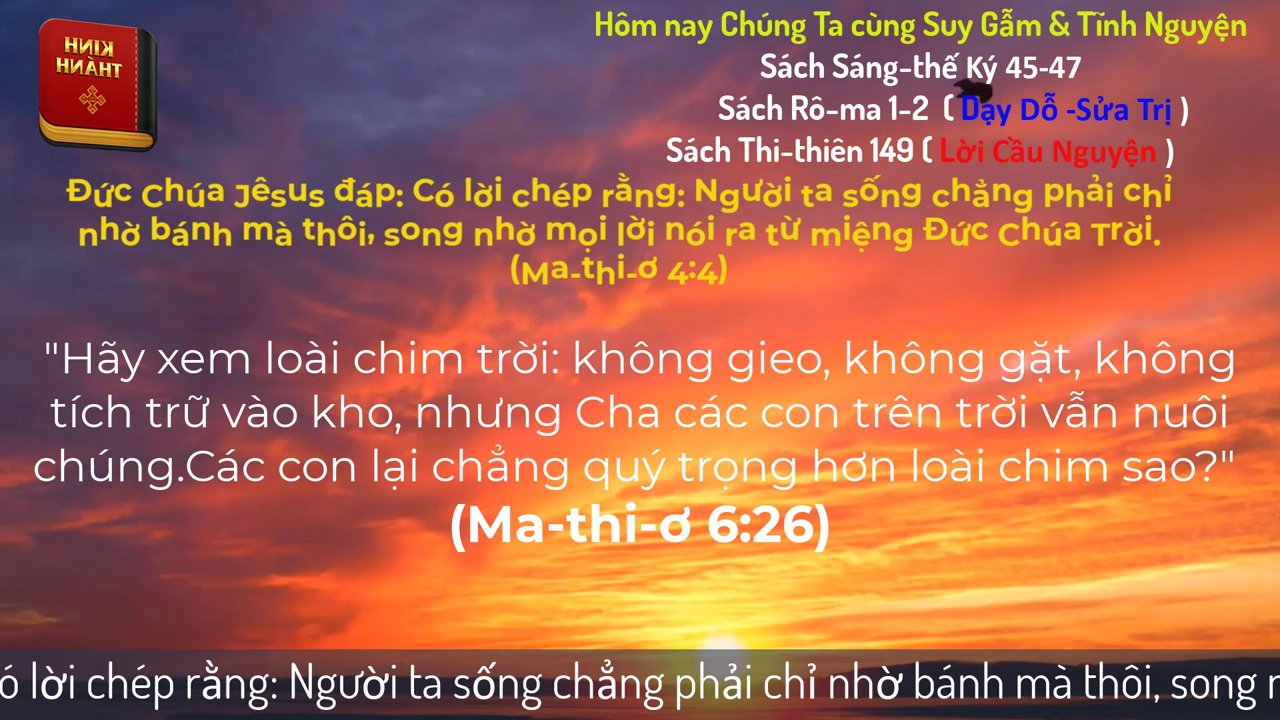 KINH
THÀNH
Hôm nay Chúng Ta cùng Suy Gẫm & Tĩnh Nguyện
Sách Sáng-thế Ký 45-47
Sách Rô-ma 1-2 ( Dạy Dỗ -Sửa Trị )
Sách Thi-thiên 149 ( Lời Cầu Nguyện )
Đức Chúa Jêsus đáp: Có lời chép rằng: Người ta sống chẳng phải chỉ
nhờ bánh mà thôi, song nhờ mọi lời nói ra từ miệng Đức Chúa Trời.
(Ma-thi-ơ 4:4)
"Hãy xem loài chim trời: không gieo, không gặt, không
tích trữ vào kho, nhưng Cha các con trên trời vẫn nuôi
chúng.Các con lại chẳng quý trọng hơn loài chim sao?"
(Ma-thi-ơ 6:26)
ó lời chép rằng: Người ta sống chẳng phải chỉ nhờ bánh mà thôi, song